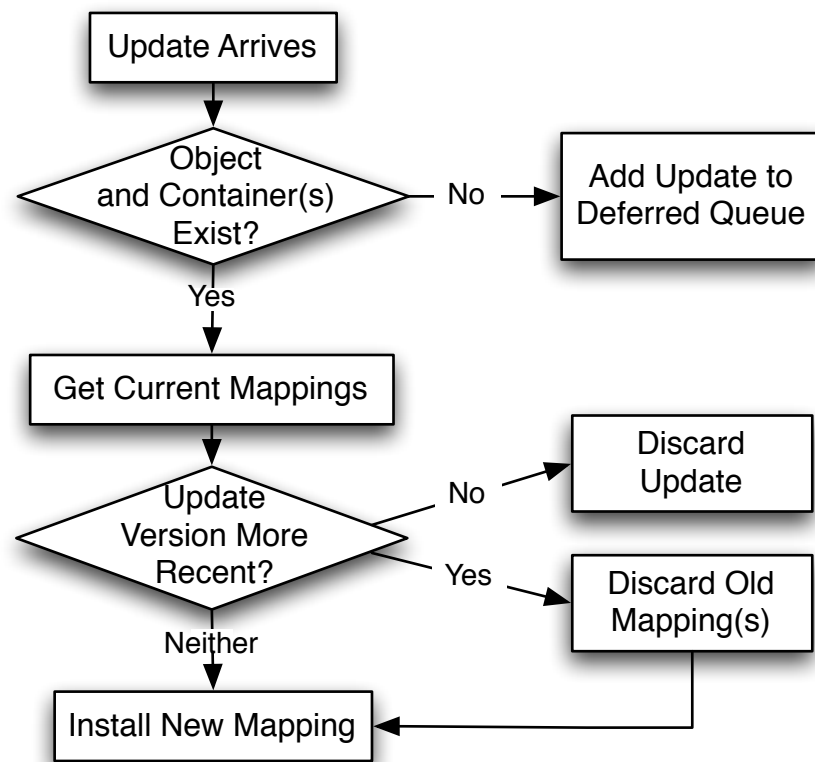 Update Arrives
Object
and Container(s)
Exist?
No
Add Update to
Deferred Queue
Yes
Get Current Mappings
Update
Version More
Recent?
No
Discard
Update
Yes
Discard Old
Mapping(s)
Neither
Install New Mapping